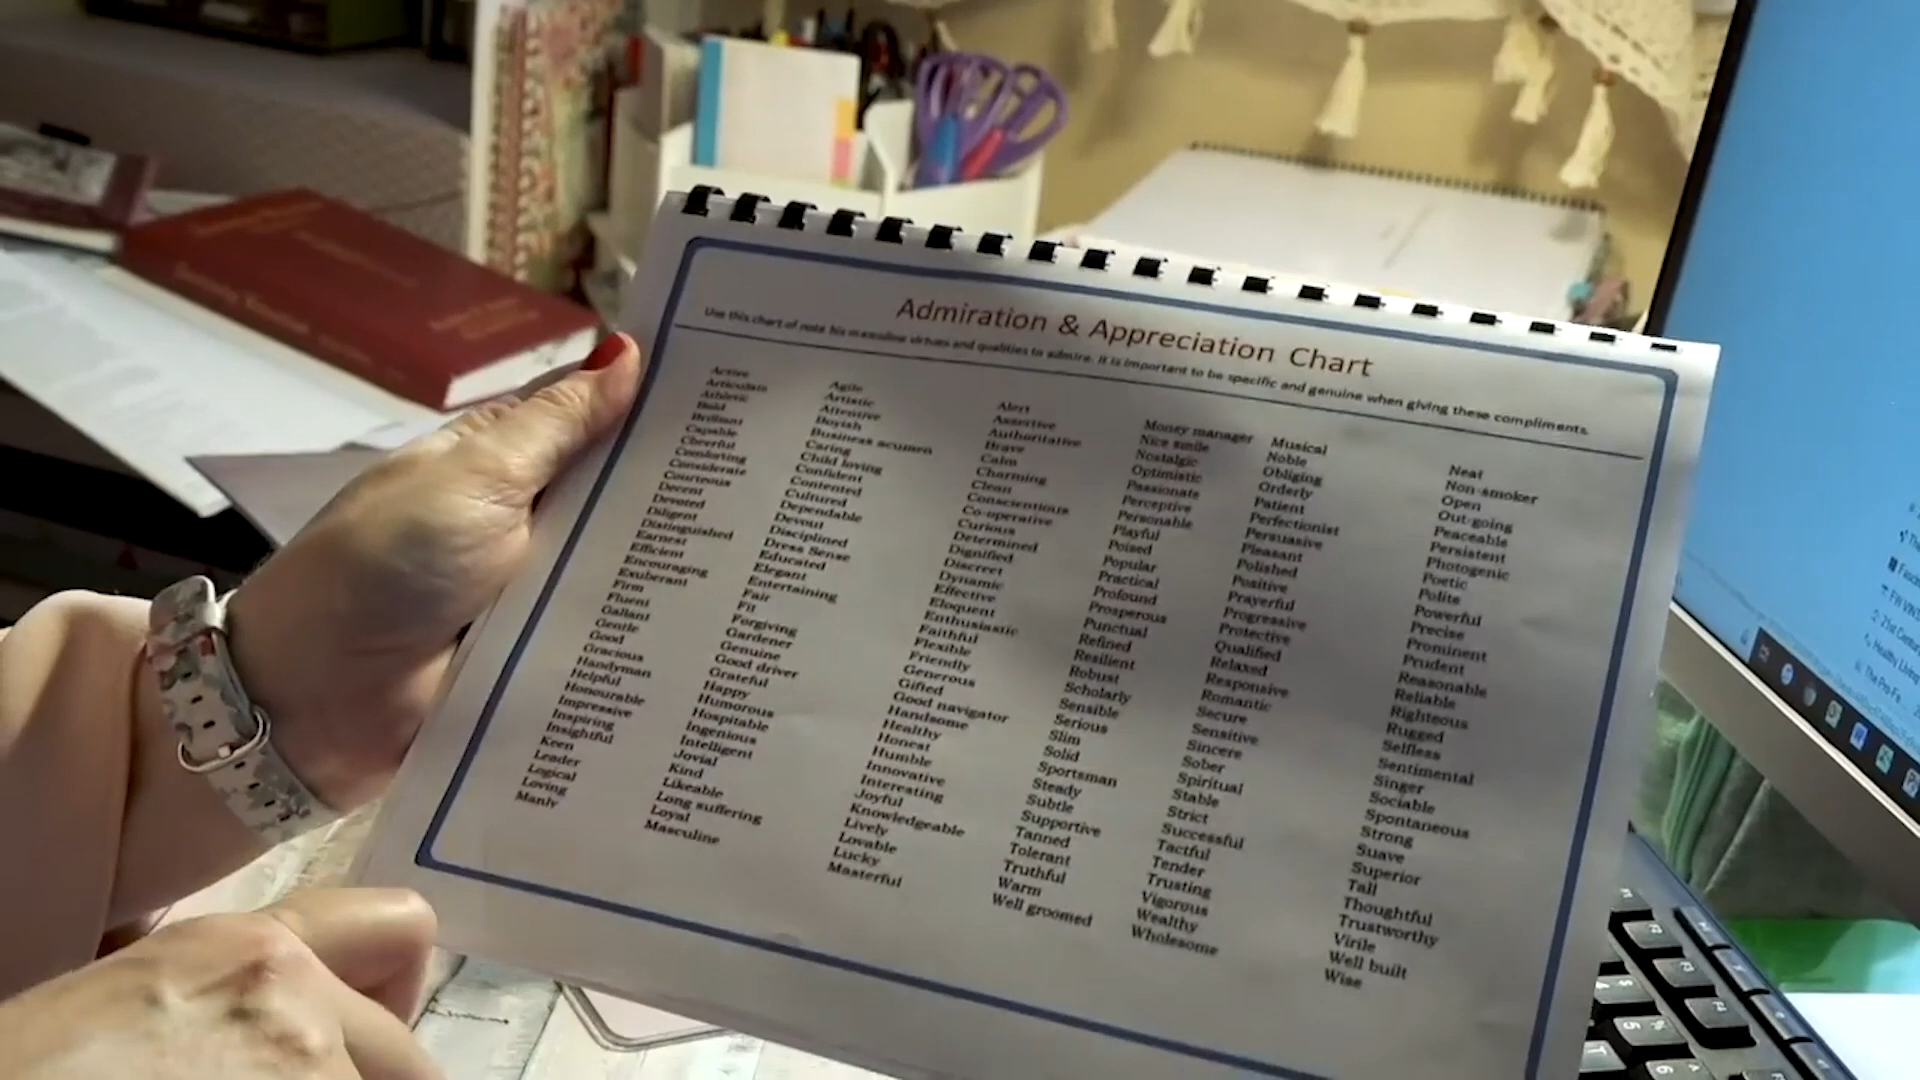 Admiration & Appreciation Chart
Use this chart of note his masculine virtues and qualities to admire. It is important to be specific and genuine when giving these compliments.
Active
Articulate
Athletic
Bold
Brilliant
Capable
Cheerful
Comforting
Considerate
Courteous
Decent
Devoted
Diligent
Distinguished
Earnest
Efficient
Encouraging
Exuberant
Firm
Fluent
Gallant
Gentle
Good
Gracious
Handyman
Helpful
Honourable
Impressive
Inspiring
Insightful
Keen
Leader
Logical
Loving
Manly
Agile
Artistic
Attentive
Boyish
Business acumen
Caring
Child loving
Confident
Contented
Cultured
Dependable
Devout
Disciplined
Dress Sense
Educated
Elegant
Entertaining
Fair
Fit
Forgiving
Gardener
Genuine
Good driver
Grateful
Happy
Humorous
Hospitable
Ingenious
Intelligent
Jovial
Kind
Likeable
Long suffering
Loyal
Masculine
Alert
Assertive
Authoritative
Brave
Calm
Charming
Clean
Conscientious
Co-operative
Curious
Determined
Dignified
Discreet
Dynamic
Effective
Eloquent
Enthusiastic
Faithful
Flexible
Friendly
Generous
Gifted
Good navigator
Handsome
Healthy
Honest
Humble
Innovative
Interesting
Joyful
Knowledgeable
Lively
Lovable
Lucky
Masterful
Money manager
Nice smile
Nostalgic
Optimistic
Passionate
Perceptive
Personable
Playful
Poised
Popular
Practical
Profound
Prosperous
Punctual
Refined
Resilient
Robust
Scholarly
Sensible
Serious
Slim
Solid
Sportsman
Steady
Subtle
Supportive
Tanned
Tolerant
Truthful
Warm
Well groomed
Musical
Noble
Obliging
Orderly
Patient
Perfectionist
Persuasive
Pleasant
Polished
Positive
Prayerful
Progressive
Protective
Qualified
Relaxed
Responsive
Romantic
Secure
Sensitive
Sincere
Sober
Spiritual
Stable
Strict
Successful
Tactful
Tender
Trusting
Vigorous
Wealthy
Wholesome
Neat
Non-smoker
Open
Out-going
Peaceable
Persistent
Photogenic
Poetic
Polite
Powerful
Precise
Prominent
Prudent
Reasonable
Reliable
Righteous
Rugged
Selfless
Sentimental
Singer
Sociable
Spontaneous
Strong
Suave
Superior
Tall
Thoughtful
Trustworthy
Virile
Well built
Wise